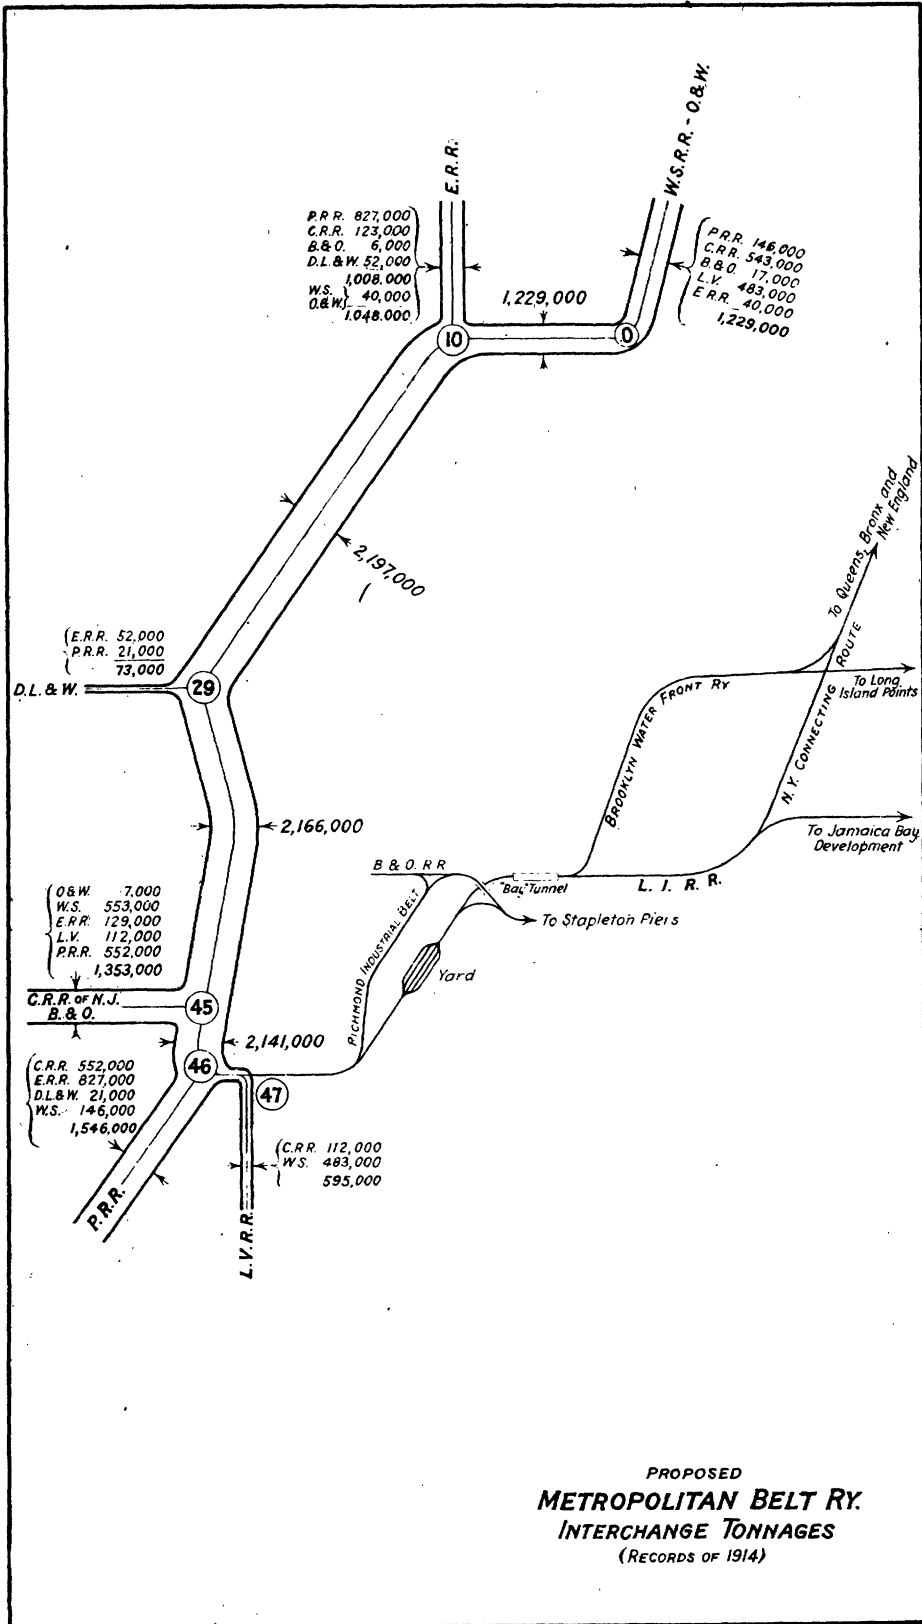 W.S.R.R. - O.&W.
E.R.R.
P.R.R. 827,000
C.R.R. 123,000
B.&O. 6,000
D.L.&W. 52,000
1,008.000
W.S.
O.&W. } 40,000
1.048.000
1,229,000
P.R.R. 146,000
C.R.R. 543,000
B.&O. 17,000
L.V. 483,000
E.R.R. 40,000
1,229,000
10
0
2,197,000
To Queens, Bronx and
New England
E.R.R. 52,000
P.R.R. 21,000
73,000
D.L.&W.
29
BROOKLYN WATER FRONT RY
N.Y. CONNECTING ROUTE
To Long
Island Points
2,166,000
To Jamaica Bay
Development
B & O. R R
"Bay" Tunnel
L. I. R. R.
RICHMOND INDUSTRIAL BELT
To Stapleton Piers
Yard
O&W. 7,000
W.S. 553,000
E.R.R. 129,000
L.V. 112,000
P.R.R. 552,000
1,353,000
C.R.R. OF N.J.
B.&O.
45
2,141,000
46
47
C.R.R. 552,000
E.R.R. 827,000
D.L.&W. 21,000
W.S. 146,000
1,546,000
C.R.R. 112,000
W.S. 483,000
595,000
P.R.R.
L.V.R.R.
PROPOSED
METROPOLITAN BELT RY.
INTERCHANGE TONNAGES
(RECORDS OF 1914)